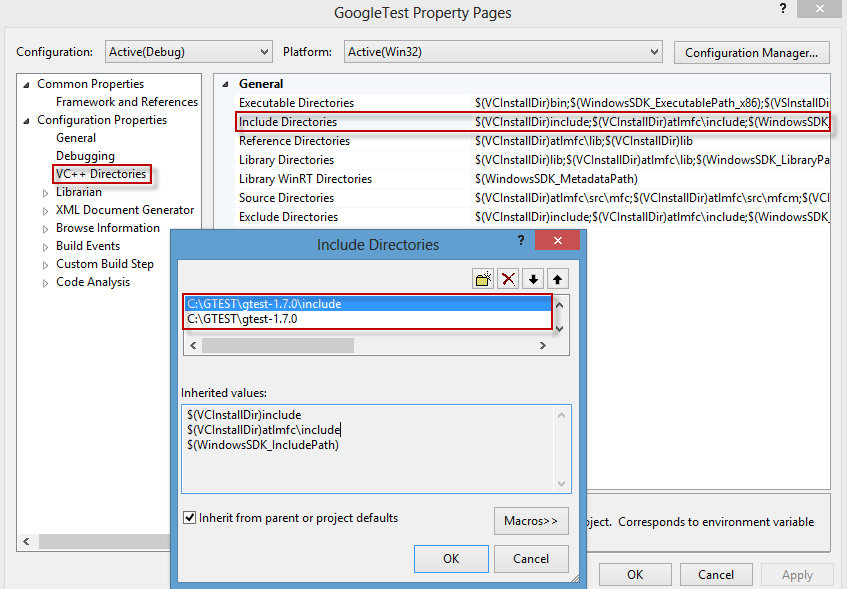 GoogleTest Property Pages
?
Configuration: Active(Debug) Platform: Active(Win32) Configuration Manager...
Common Properties
Framework and References
Configuration Properties
General
Debugging
VC++ Directories
Librarian
XML Document Generator
Browse Information
Build Events
Custom Build Step
Code Analysis
General
Executable Directories $(VCInstallDir)bin;$(WindowsSDK_ExecutablePath_x86);$(VSInstallDi
Include Directories $(VCInstallDir)include;$(VCInstallDir)atlmfc\include;$(WindowsSDK_
Reference Directories $(VCInstallDir)atlmfc\lib;$(VCInstallDir)lib
Library Directories $(VCInstallDir)lib;$(VCInstallDir)atlmfc\lib;$(WindowsSDK_LibraryPa
Library WinRT Directories $(WindowsSDK_MetadataPath)
Source Directories $(VCInstallDir)atlmfc\src\mfc;$(VCInstallDir)atlmfc\src\mfcm;$(VCI
Exclude Directories $(VCInstallDir)include;$(VCInstallDir)atlmfc\include;$(WindowsSDK_
Include Directories
?
C:\GTEST\gtest-1.7.0\include
C:\GTEST\gtest-1.7.0
Inherited values:
$(VCInstallDir)include
$(VCInstallDir)atlmfc\include
$(WindowsSDK_IncludePath)
Inherit from parent or project defaults
Macros>>
OK Cancel
ject. Corresponds to environment variable
OK Cancel Apply